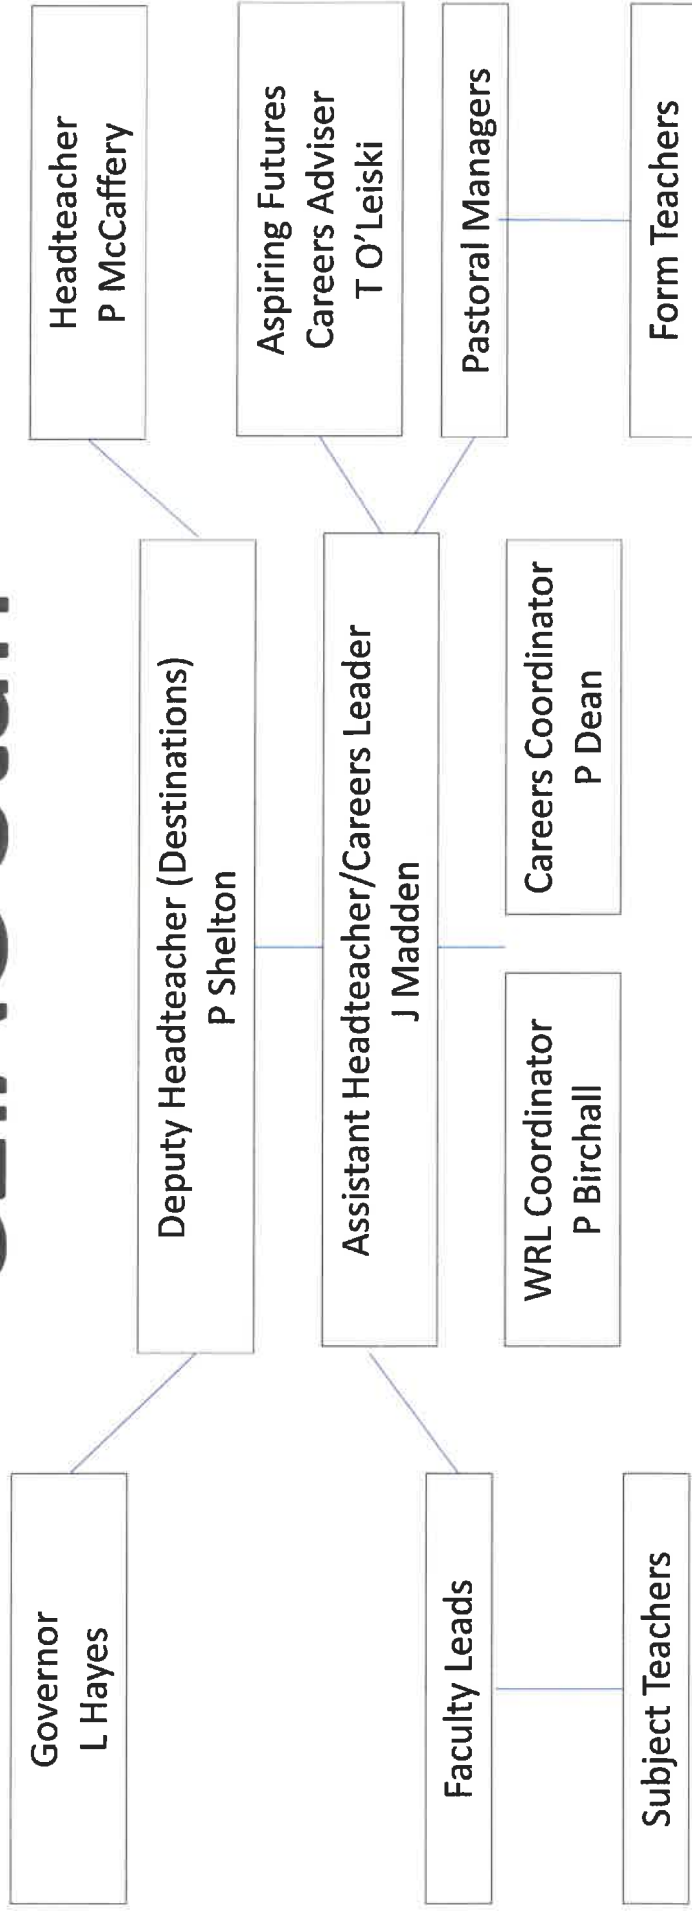 Governor
L Hayes
Headteacher
P McCaffery
Deputy Headteacher (Destinations)
P Shelton
Aspiring Futures
Careers Adviser
T O'Leiski
Assistant Headteacher/Careers Leader
J Madden
Faculty Leads
Pastoral Managers
WRL Coordinator
P Birchall
Careers Coordinator
P Dean
Subject Teachers
Form Teachers